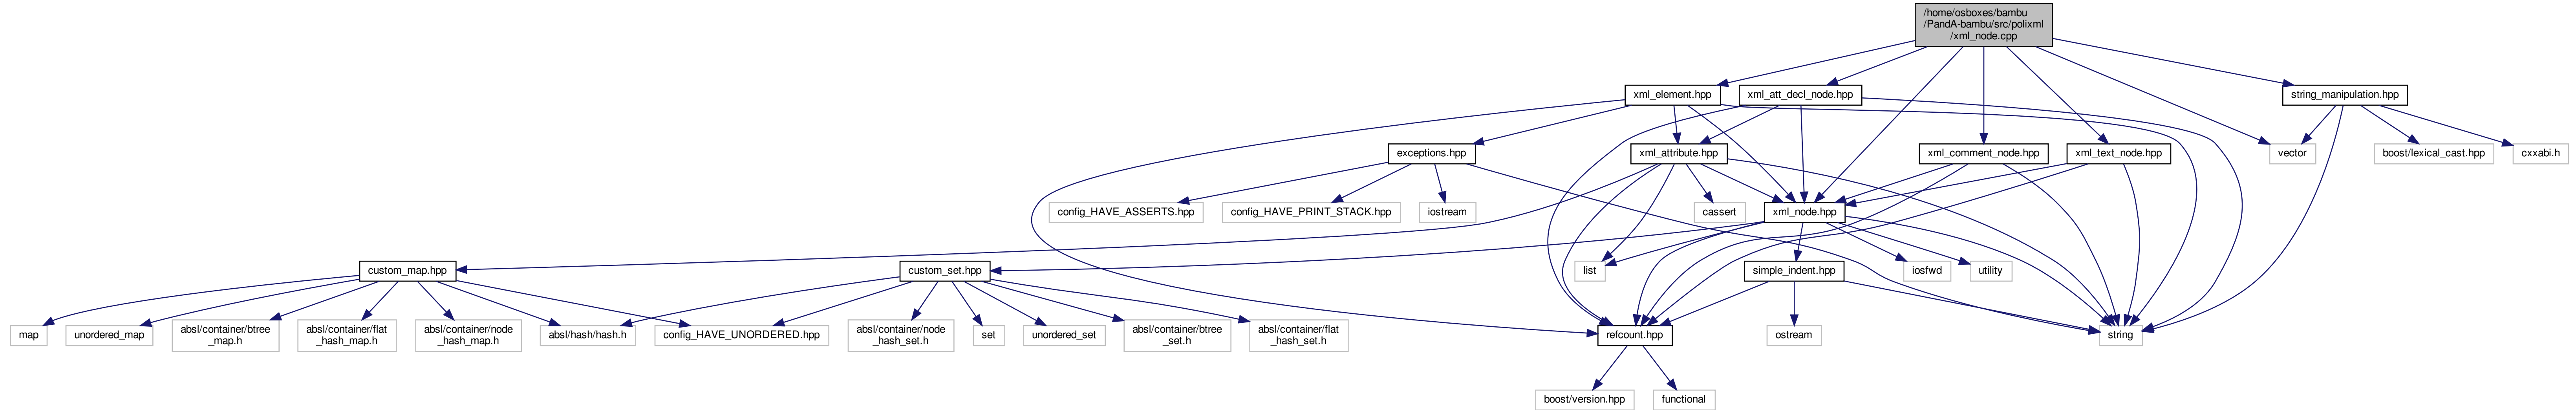 /home/osboxes/bambu
/PandA-bambu/src/polixml
/xml_node.cpp
xml_element.hpp
xml_att_decl_node.hpp
string_manipulation.hpp
exceptions.hpp
xml_attribute.hpp
xml_comment_node.hpp
xml_text_node.hpp
vector
boost/lexical_cast.hpp
cxxabi.h
config_HAVE_ASSERTS.hpp
config_HAVE_PRINT_STACK.hpp
iostream
cassert
xml_node.hpp
custom_map.hpp
custom_set.hpp
list
simple_indent.hpp
iosfwd
utility
map
unordered_map
absl/container/btree
_map.h
absl/container/flat
_hash_map.h
absl/container/node
_hash_map.h
absl/hash/hash.h
config_HAVE_UNORDERED.hpp
absl/container/node
_hash_set.h
set
unordered_set
absl/container/btree
_set.h
absl/container/flat
_hash_set.h
refcount.hpp
ostream
string
boost/version.hpp
functional